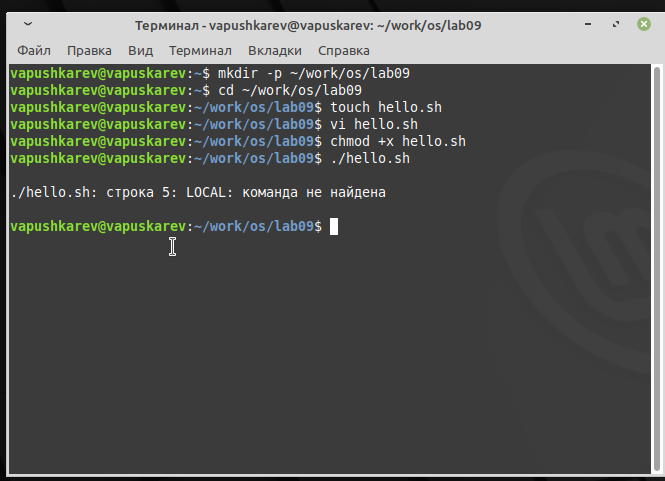 Терминал - vapushkarev@vapuskarev: ~/work/os/lab09
Файл Правка Вид Терминал Вкладки Справка
vapushkarev@vapuskarev:~$ mkdir -p ~/work/os/lab09
vapushkarev@vapuskarev:~$ cd ~/work/os/lab09
vapushkarev@vapuskarev:~/work/os/lab09$ touch hello.sh
vapushkarev@vapuskarev:~/work/os/lab09$ vi hello.sh
vapushkarev@vapuskarev:~/work/os/lab09$ chmod +x hello.sh
vapushkarev@vapuskarev:~/work/os/lab09$ ./hello.sh
./hello.sh: строка 5: LOCAL: команда не найдена
vapushkarev@vapuskarev:~/work/os/lab09$